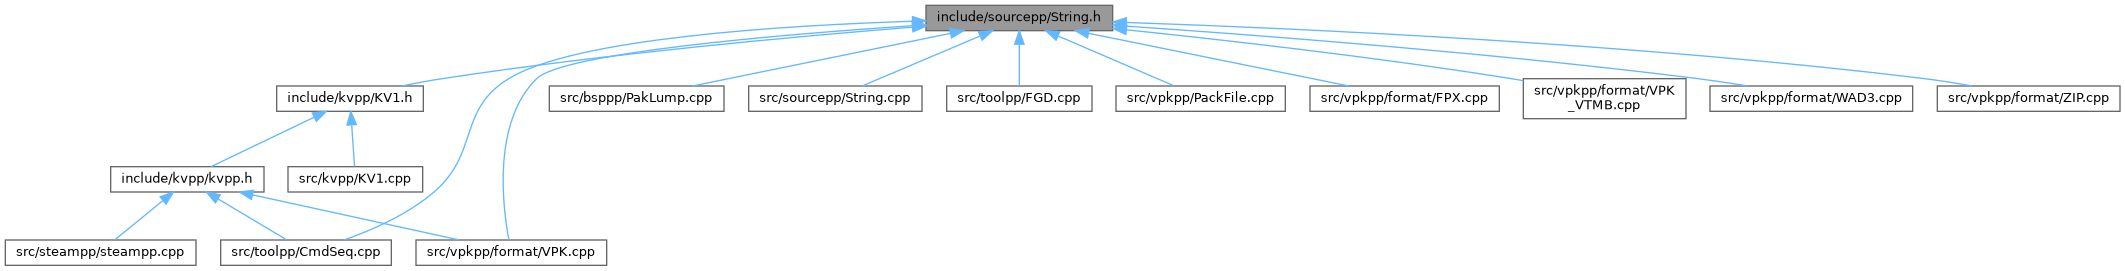 include/sourcepp/String.h
include/kvpp/KV1.h
src/bsppp/PakLump.cpp
src/sourcepp/String.cpp
src/toolpp/FGD.cpp
src/vpkpp/PackFile.cpp
src/vpkpp/format/FPX.cpp
src/vpkpp/format/VPK
_VTMB.cpp
src/vpkpp/format/WAD3.cpp
src/vpkpp/format/ZIP.cpp
include/kvpp/kvpp.h
src/kvpp/KV1.cpp
src/steampp/steampp.cpp
src/toolpp/CmdSeq.cpp
src/vpkpp/format/VPK.cpp